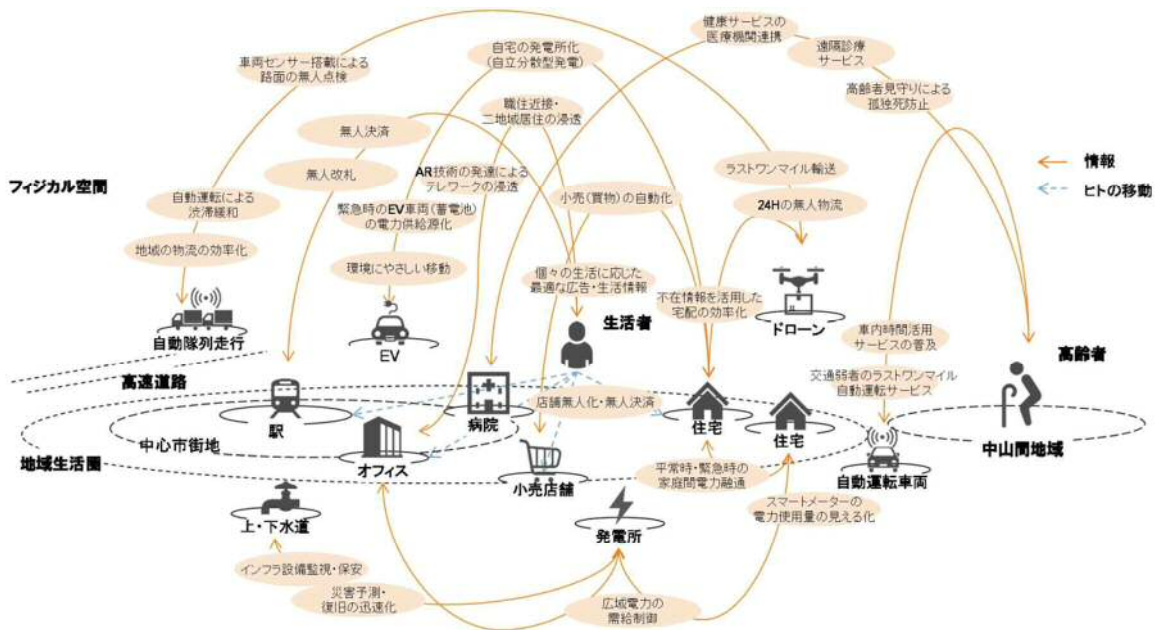 健康サービスの
医療機関連携
自宅の発電所化
(自立分散型発電)
遠隔診療
サービス
車両センサー搭載による
路面の無人点検
高齢者見守りによる
孤独死防止
職住近接・
二地域居住の浸透
無人決済
無人改札
AR技術の発達による
テレワークの浸透
ラストワンマイル輸送
情報
フィジカル空間
ヒトの移動
自動運転による
渋滞緩和
小売(買物)の自動化
24Hの無人物流
緊急時のEV車両(蓄電池)
の電力供給源化
地域の物流の効率化
環境にやさしい移動
個々の生活に応じた
最適な広告・生活情報
不在情報を活用した
宅配の効率化
生活者
ドローン
車内時間活用
サービスの普及
自動隊列走行
EV
高齢者
高速道路
交通弱者のラストワンマイル
自動運転サービス
店舗無人化・無人決済
駅
病院
住宅
住宅
中心市街地
中山間地域
地域生活圏
オフィス
小売店舗
平常時・緊急時の
家庭間電力融通
自動運転車両
上・下水道
発電所
スマートメーターの
電力使用量の見える化
インフラ設備監視・保安
災害予測・
復旧の迅速化
広域電力の
需給制御